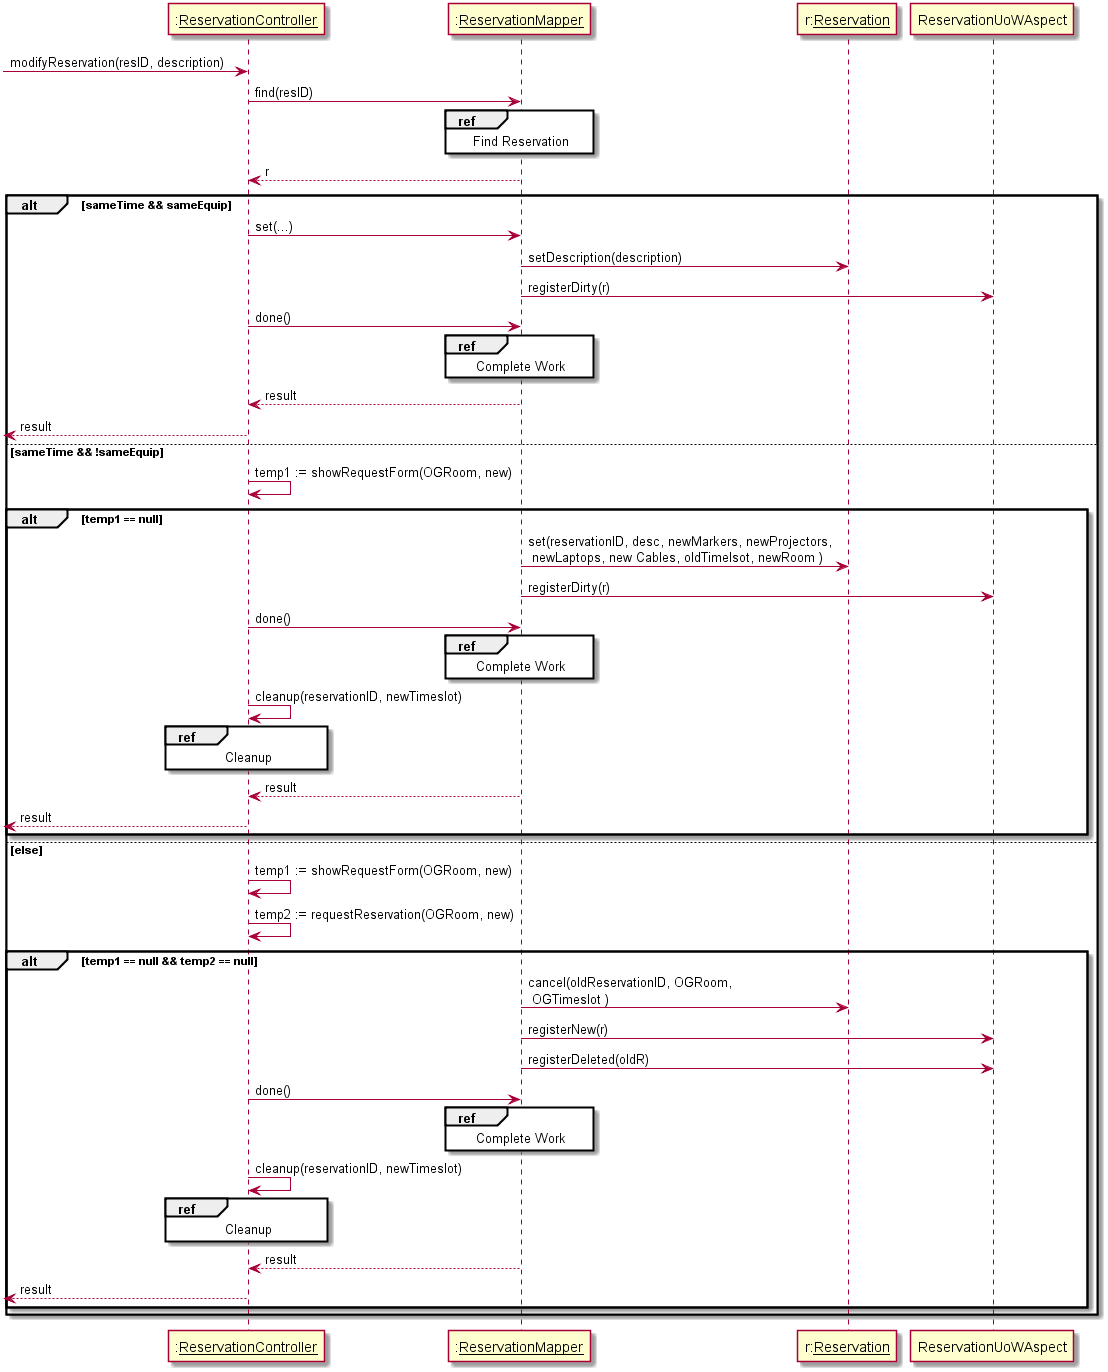 :ReservationController
:ReservationMapper
r:Reservation
ReservationUoWAspect
modifyReservation(resID, description)
find(resID)
ref
Find Reservation
r
alt
[sameTime && sameEquip]
set(...)
setDescription(description)
registerDirty(r)
done()
ref
Complete Work
result
result
[sameTime && !sameEquip]
temp1 := showRequestForm(OGRoom, new)
alt
[temp1 == null]
set(reservationID, desc, newMarkers, newProjectors,
newLaptops, new Cables, oldTimelsot, newRoom )
registerDirty(r)
done()
ref
Complete Work
cleanup(reservationID, newTimeslot)
ref
Cleanup
result
result
[else]
temp1 := showRequestForm(OGRoom, new)
temp2 := requestReservation(OGRoom, new)
alt
[temp1 == null && temp2 == null]
cancel(oldReservationID, OGRoom,
OGTimeslot )
registerNew(r)
registerDeleted(oldR)
done()
ref
Complete Work
cleanup(reservationID, newTimeslot)
ref
Cleanup
result
result
:ReservationController
:ReservationMapper
r:Reservation
ReservationUoWAspect